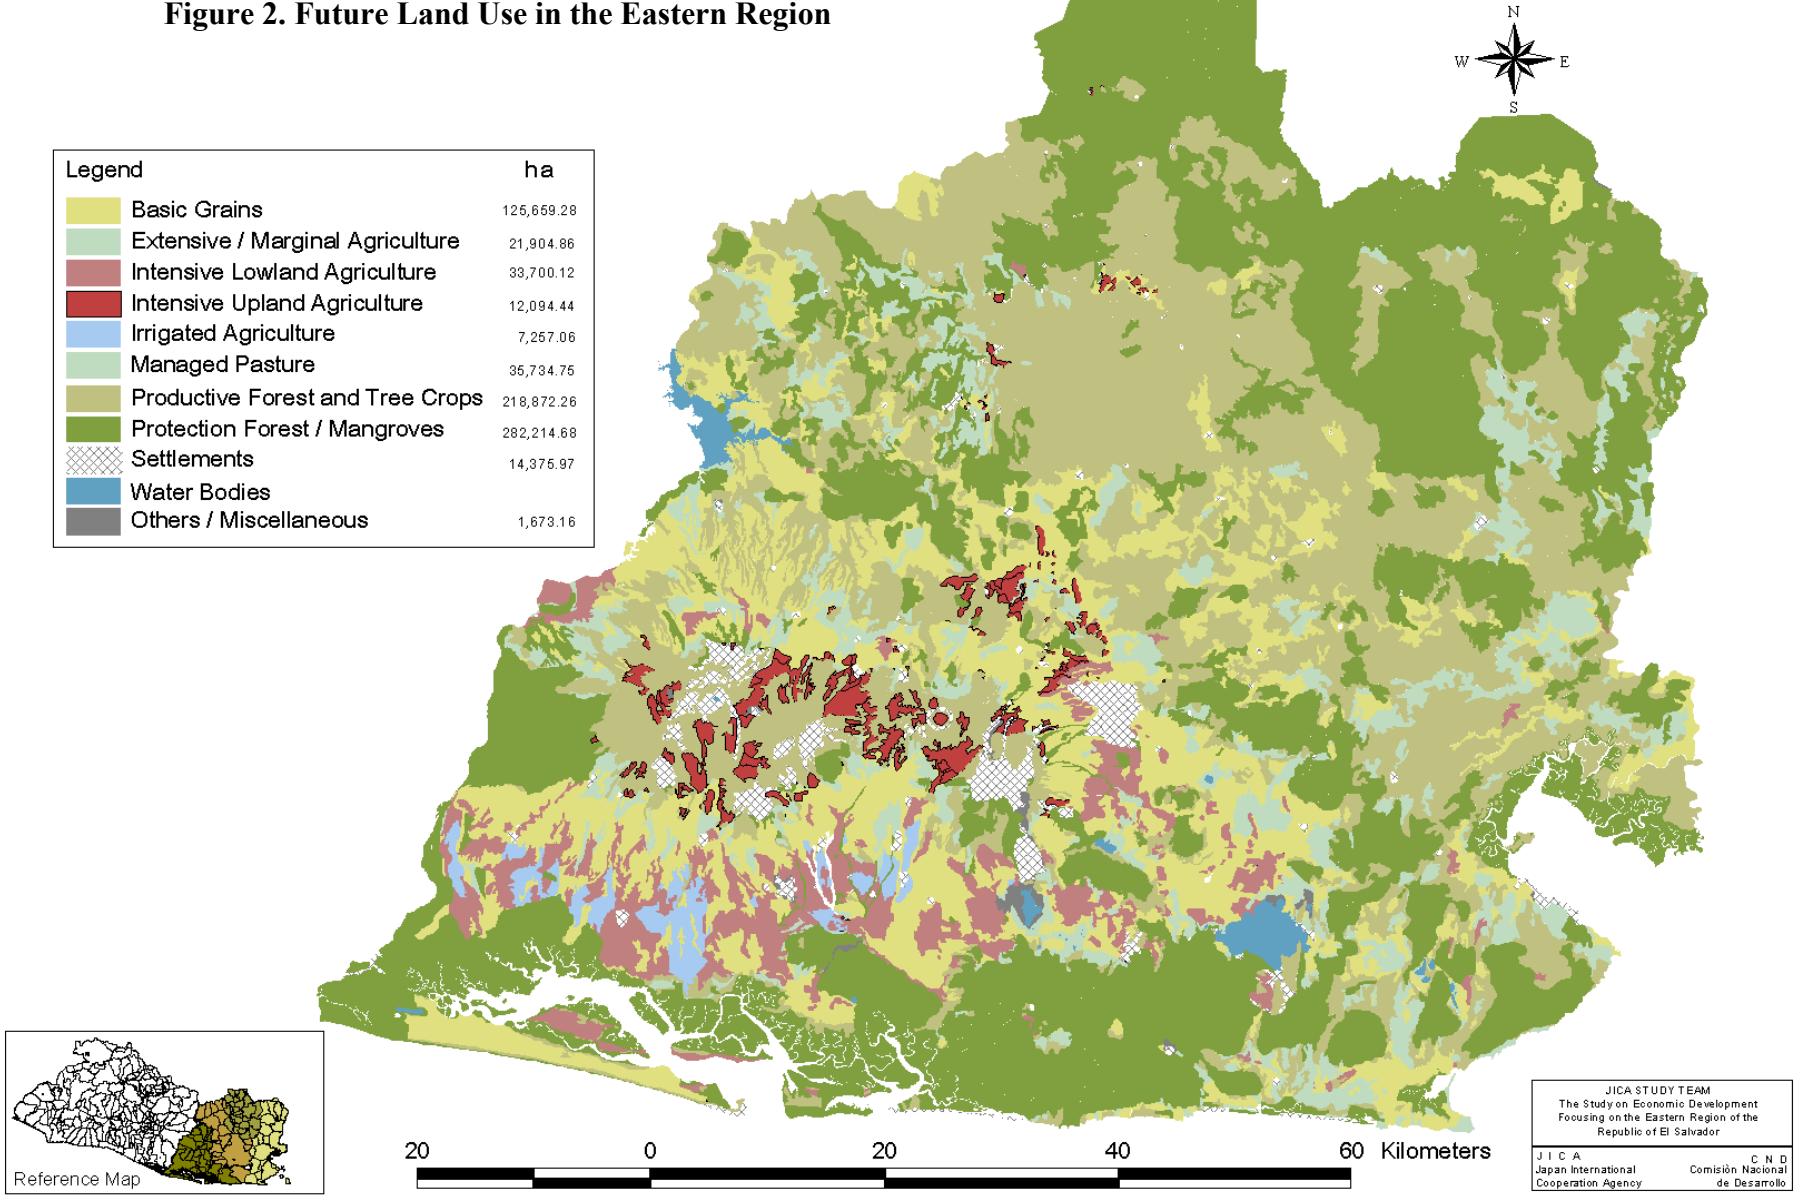 Figure 2. Future Land Use in the Eastern Region
N
W E
S
Legend ha
Basic Grains 125,659.28
Extensive / Marginal Agriculture 21,904.86
Intensive Lowland Agriculture 33,700.12
Intensive Upland Agriculture 12,094.44
Irrigated Agriculture 7,257.06
Managed Pasture 35,734.75
Productive Forest and Tree Crops 218,872.26
Protection Forest / Mangroves 282,214.68
Settlements 14,375.97
Water Bodies
Others / Miscellaneous 1,673.16
Reference Map
20 0 20 40 60 Kilometers
JICA STUDY TEAM
The Study on Economic Development
Focusing on the Eastern Region of the
Republic of El Salvador
J I C A
Japan International
Cooperation Agency
C N D
Comisiòn Nacional
de Desarrollo